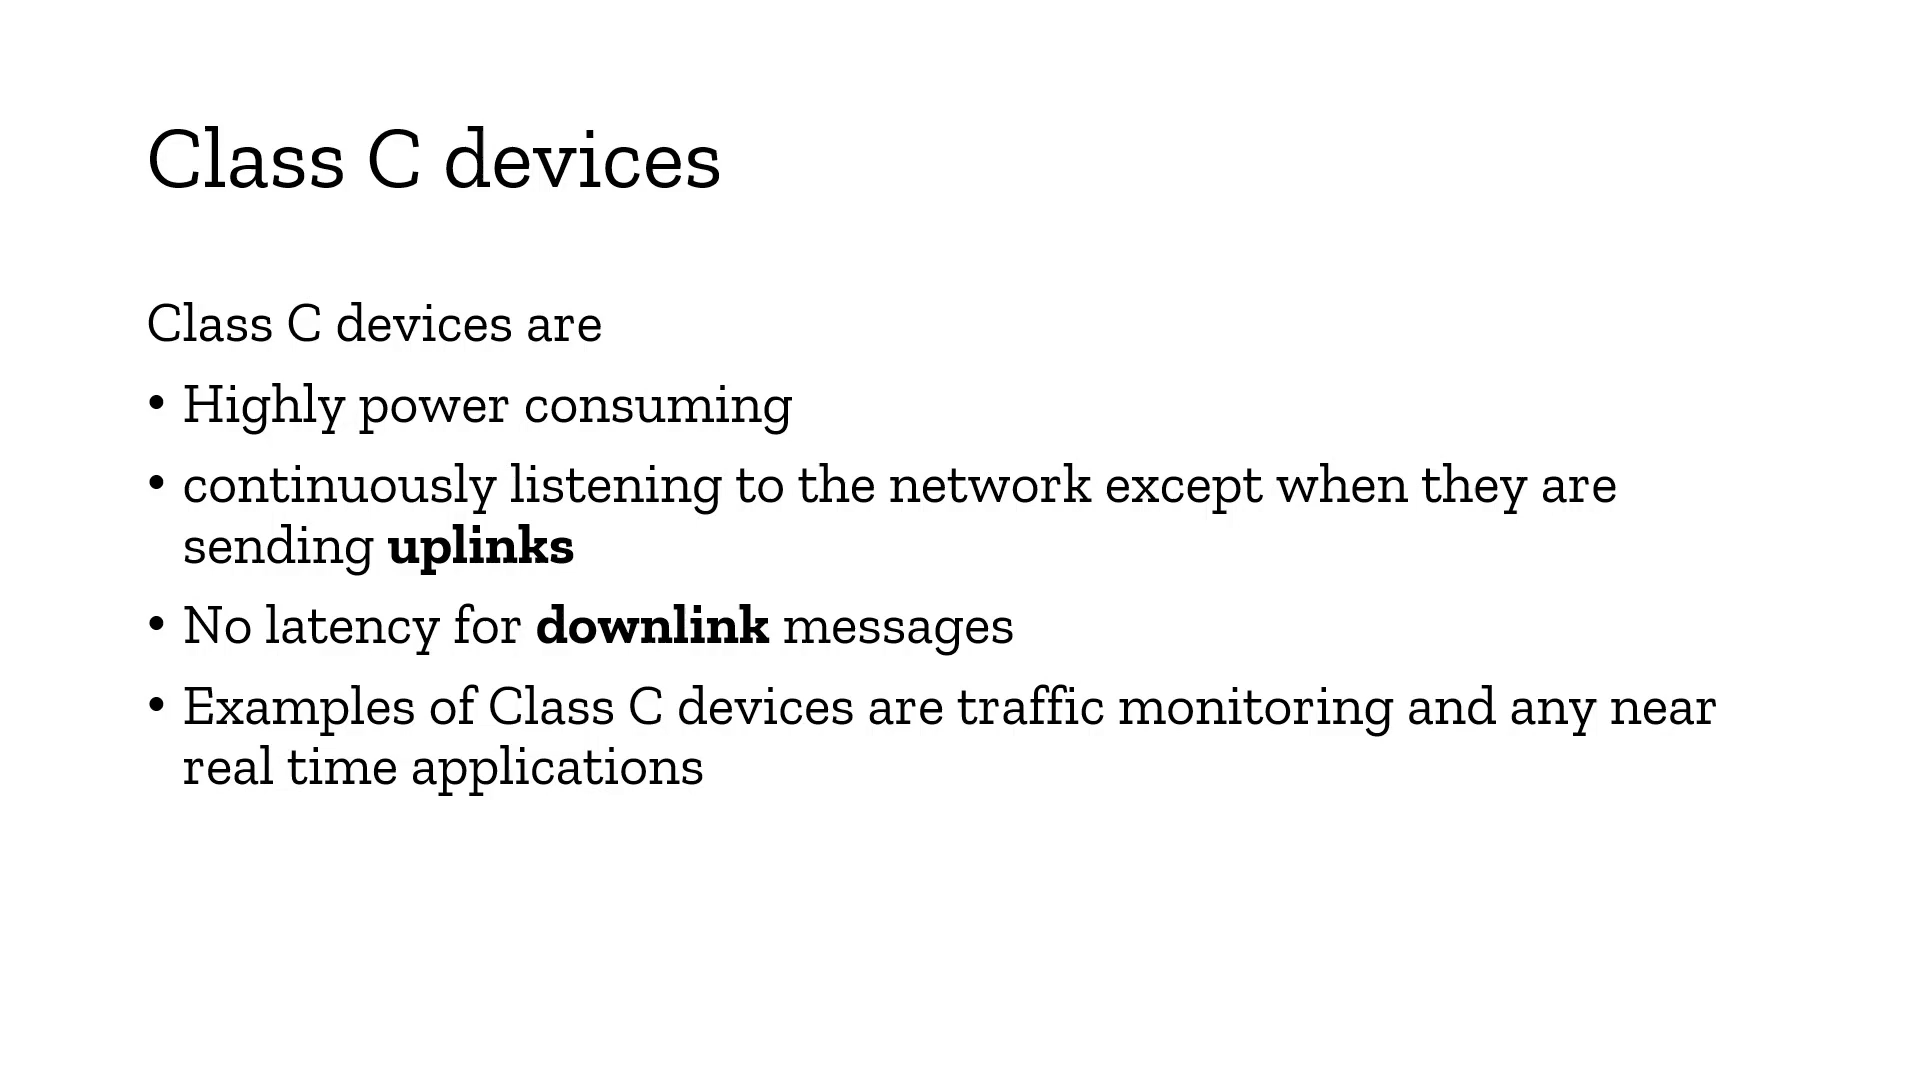 Class C devices
Class C devices are
• Highly power consuming
• continuously listening to the network except when they are
sending uplinks
• No latency for downlink messages
• Examples of Class C devices are traffic monitoring and any near
real time applications